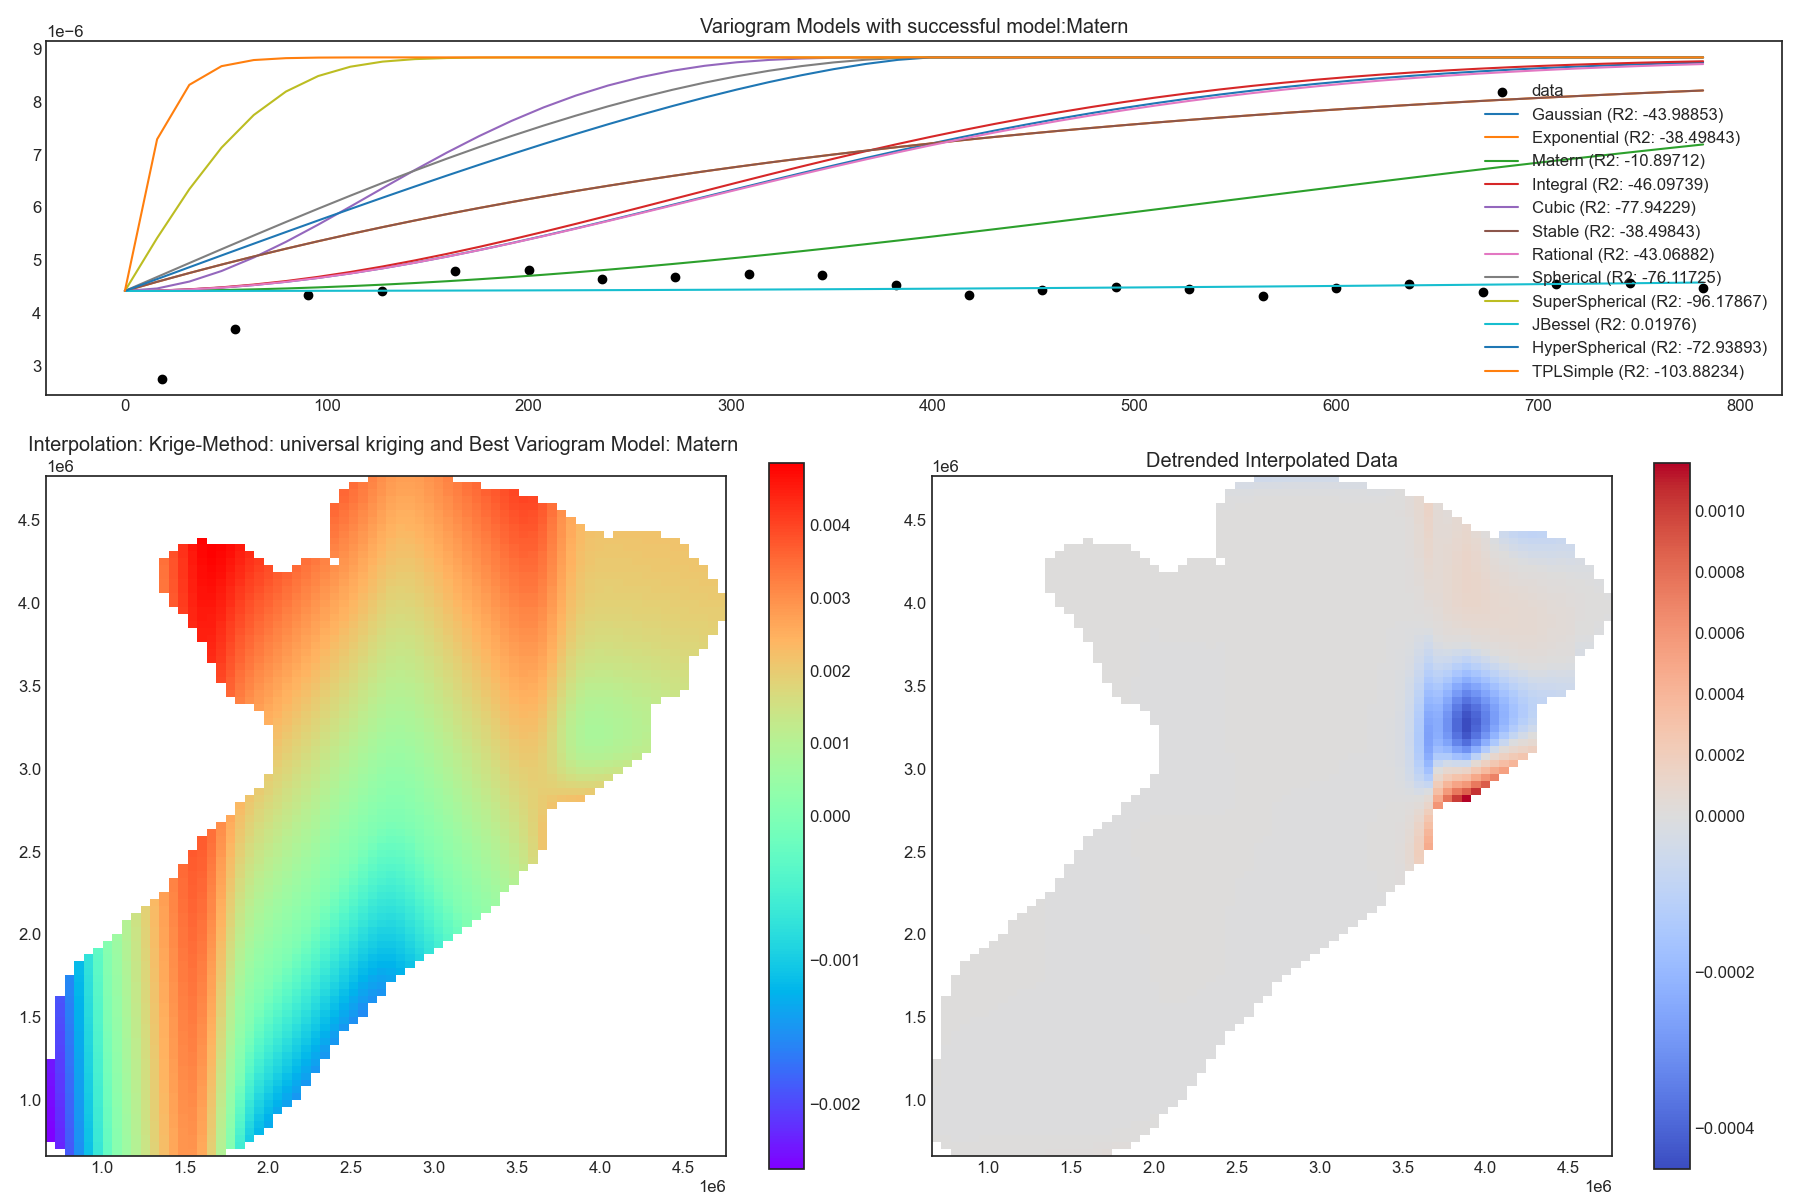 Variogram Models with successful model:Matern
1e−6
9
8
7
6
5
4
3
0 100 200 300 400 500 600 700 800
data
Gaussian (R2: -43.98853)
Exponential (R2: -38.49843)
Matern (R2: -10.89712)
Integral (R2: -46.09739)
Cubic (R2: -77.94229)
Stable (R2: -38.49843)
Rational (R2: -43.06882)
Spherical (R2: -76.11725)
SuperSpherical (R2: -96.17867)
JBessel (R2: 0.01976)
HyperSpherical (R2: -72.93893)
TPLSimple (R2: -103.88234)
Interpolation: Krige-Method: universal kriging and Best Variogram Model: Matern
1e6
4.5
4.0
3.5
3.0
2.5
2.0
1.5
1.0
1.0 1.5 2.0 2.5 3.0 3.5 4.0 4.5
1e6
0.004
0.003
0.002
0.001
0.000
−0.001
−0.002
Detrended Interpolated Data
1e6
4.5
4.0
3.5
3.0
2.5
2.0
1.5
1.0
1.0 1.5 2.0 2.5 3.0 3.5 4.0 4.5
1e6
0.0010
0.0008
0.0006
0.0004
0.0002
0.0000
−0.0002
−0.0004